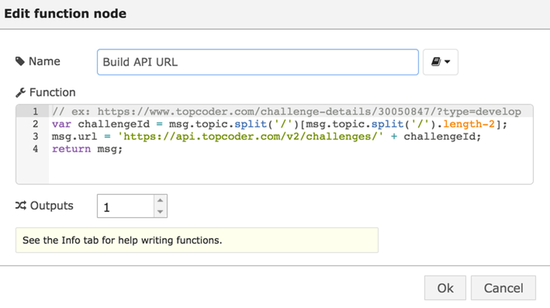 Edit function node
Name
Build API URL
Function
1 // ex: https://www.topcoder.com/challenge-details/30050847/?type=develop
2 var challengeId = msg.topic.split('/')[msg.topic.split('/').length-2];
3 msg.url = 'https://api.topcoder.com/v2/challenges/' + challengeId;
4 return msg;
Outputs
1
See the Info tab for help writing functions.
Ok
Cancel